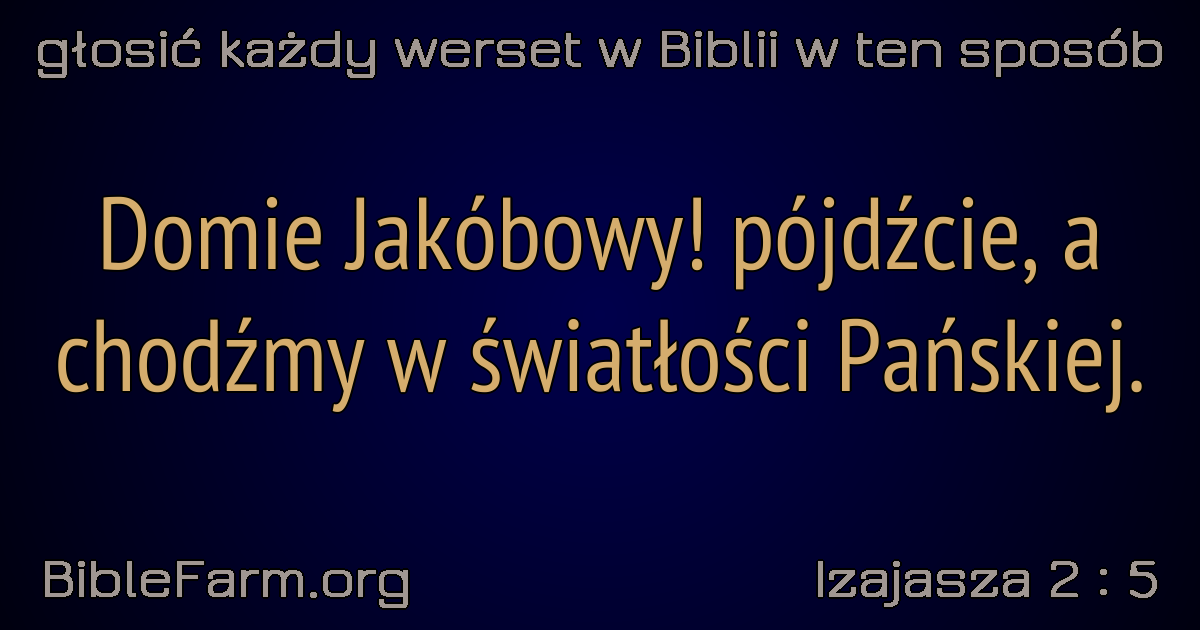 głosić każdy werset w Biblii w ten sposób
Domie Jakóbowy! pójdźcie, a
chodźmy w światłości Pańskiej.
BibleFarm.org
Izajasza 2 : 5